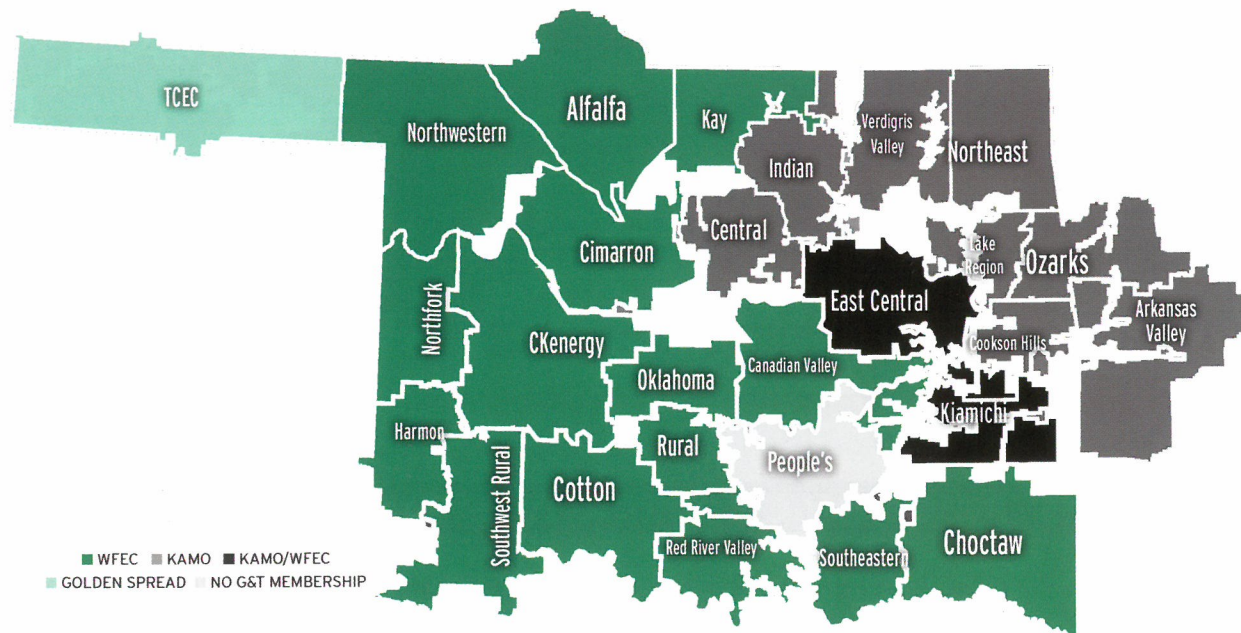 TCEC
Northwestern
Alfalfa
Kay
Verdigris
Valley
Northeast
Indian
Central
Cimarron
Lake
Region
Ozarks
East Central
Arkansas
Valley
Northfork
CKenergy
Cookson Hills
Canadian Valley
Oklahoma
Kiamichi
Harmon
Rural
People's
Southwest Rural
Cotton
Choctaw
Red River Valley
Southeastern
WFEC KAMO KAMO/WFEC
GOLDEN SPREAD NO G&T MEMBERSHIP